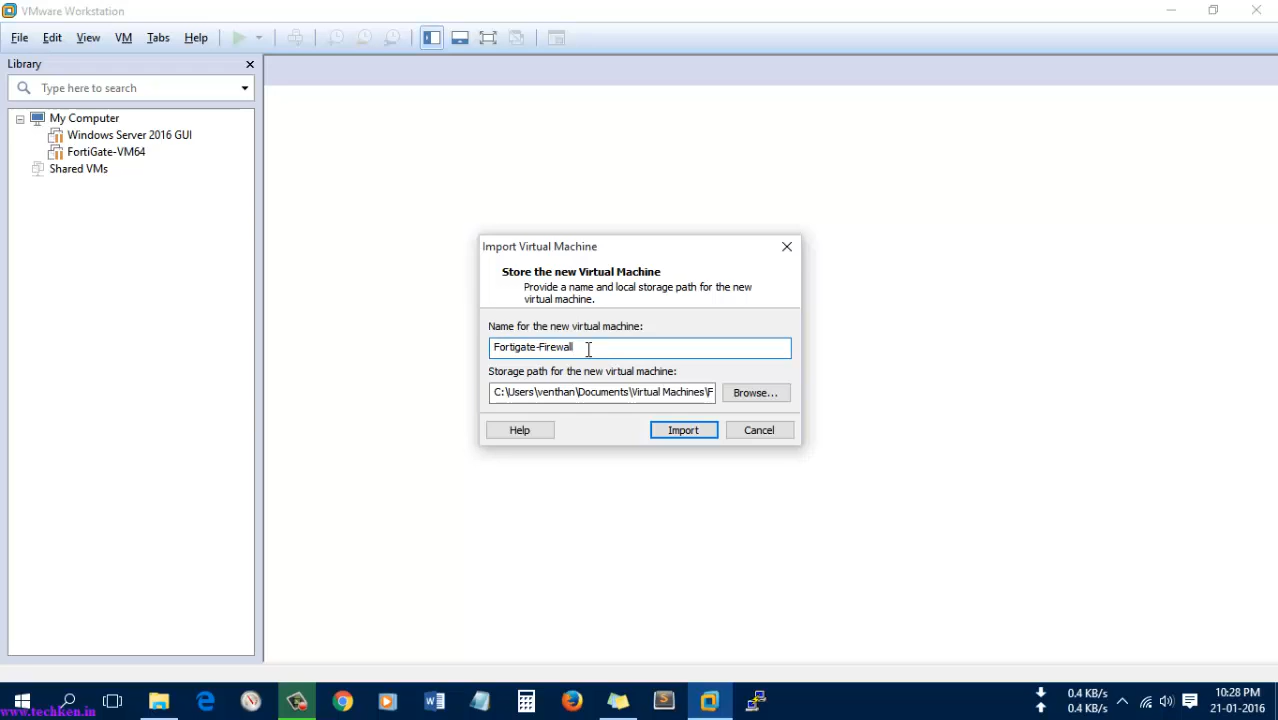 VMware Workstation
File Edit View VM Tabs Help
Library
Type here to search
My Computer
Windows Server 2016 GUI
FortiGate-VM64
Shared VMs
Import Virtual Machine
Store the new Virtual Machine
Provide a name and local storage path for the new
virtual machine.
Name for the new virtual machine:
Fortigate-Firewall
Storage path for the new virtual machine:
C:\Users\venthan\Documents\Virtual Machines\F
Browse...
Help
Import
Cancel
0.4 KB/s
0.4 KB/s
10:28 PM
21-01-2016
www.techken.in